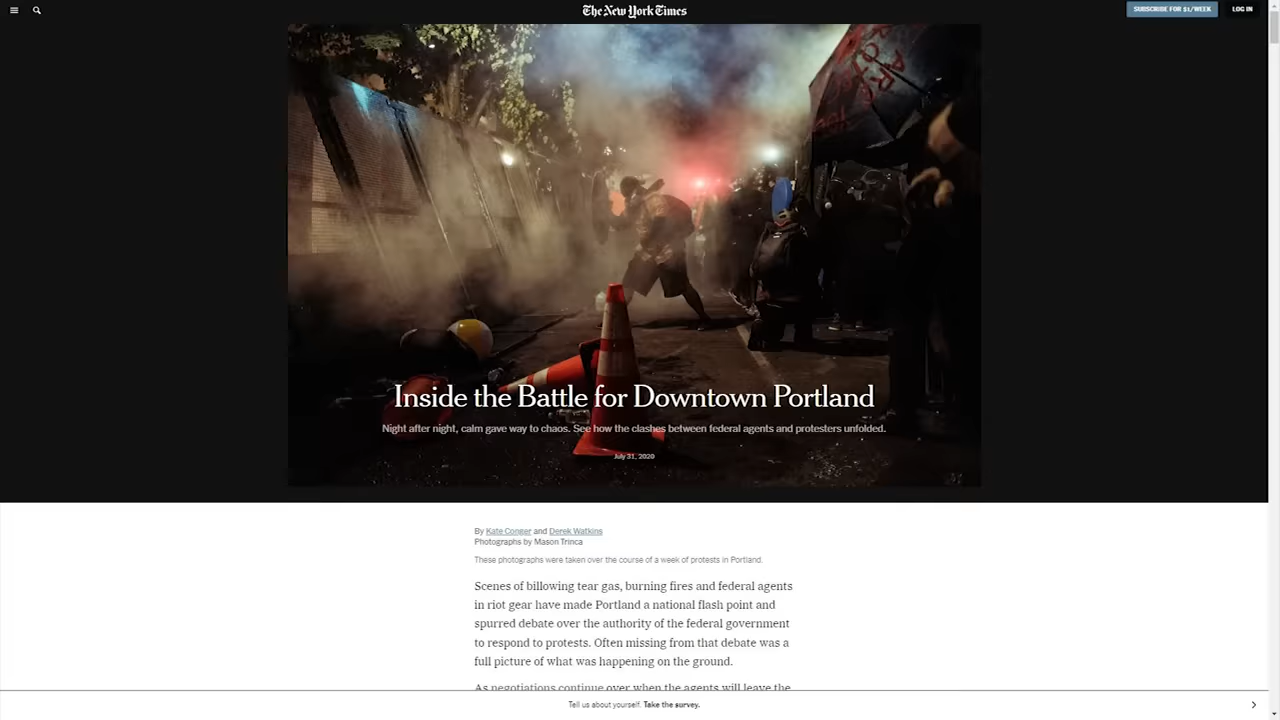 The New York Times
SUBSCRIBE FOR $1/WEEK
LOG IN
Inside the Battle for Downtown Portland
Night after night, calm gave way to chaos. See how the clashes between federal agents and protesters unfolded.
July 31, 2020
By Kate Conger and Derek Watkins
Photographs by Mason Trinca
These photographs were taken over the course of a week of protests in Portland.
Scenes of billowing tear gas, burning fires and federal agents
in riot gear have made Portland a national flash point and
spurred debate over the authority of the federal government
to respond to protests. Often missing from that debate was a
full picture of what was happening on the ground.
As negotiations continue over when the agents will leave the
Tell us about yourself. Take the survey.